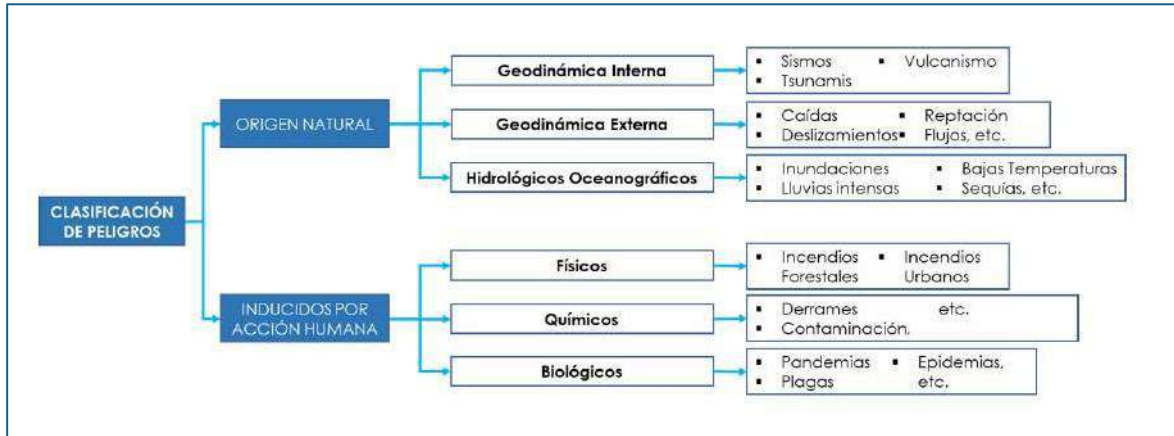 CLASIFICACIÓN
DE PELIGROS
ORIGEN NATURAL
Geodinámica Interna
▪ Sismos ▪ Vulcanismo
▪ Tsunamis
Geodinámica Externa
▪ Caídas ▪ Reptación
▪ Deslizamientos ▪ Flujos, etc.
Hidrológicos Oceanográficos
▪ Inundaciones ▪ Bajas Temperaturas
▪ Lluvias intensas ▪ Sequías, etc.
INDUCIDOS POR
ACCIÓN HUMANA
Físicos
▪ Incendios ▪ Incendios
Forestales Urbanos
Químicos
▪ Derrames etc.
▪ Contaminación,
Biológicos
▪ Pandemias ▪ Epidemias,
▪ Plagas etc.